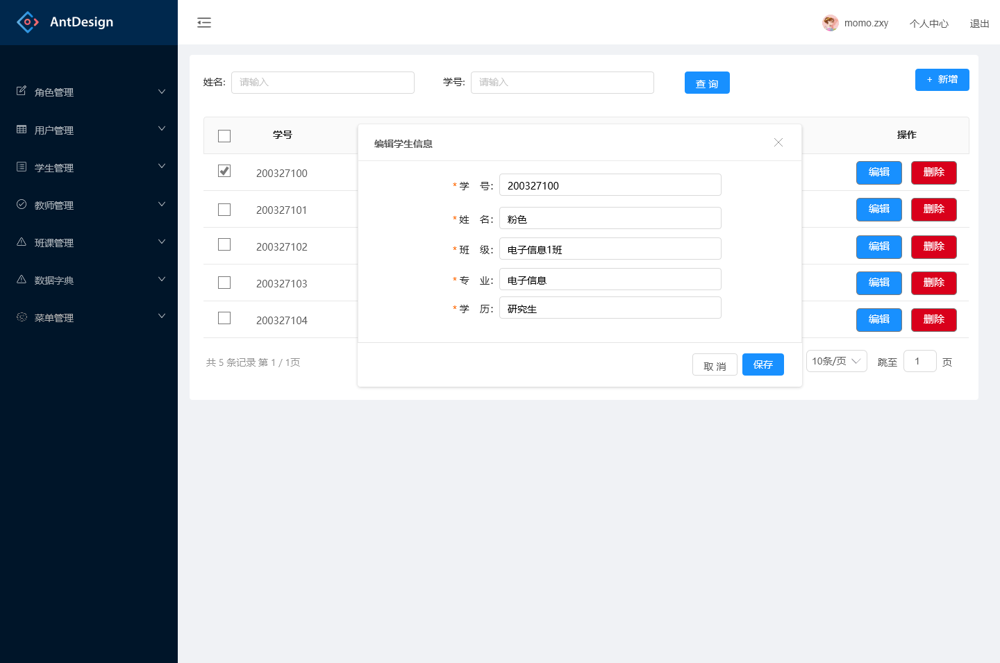 AntDesign
momo.zxy 个人中心 退出
角色管理
用户管理
学生管理
教师管理
班课管理
数据字典
菜单管理
姓名: 请输入 学号: 请输入 查 询 + 新增
学号 操作
200327100 编辑 删除
200327101 编辑 删除
200327102 编辑 删除
200327103 编辑 删除
200327104 编辑 删除
共 5 条记录 第 1 / 1页 10条/页 跳至 1 页
编辑学生信息
* 学 号: 200327100
* 姓 名: 粉色
* 班 级: 电子信息1班
* 专 业: 电子信息
* 学 历: 研究生
取 消 保存